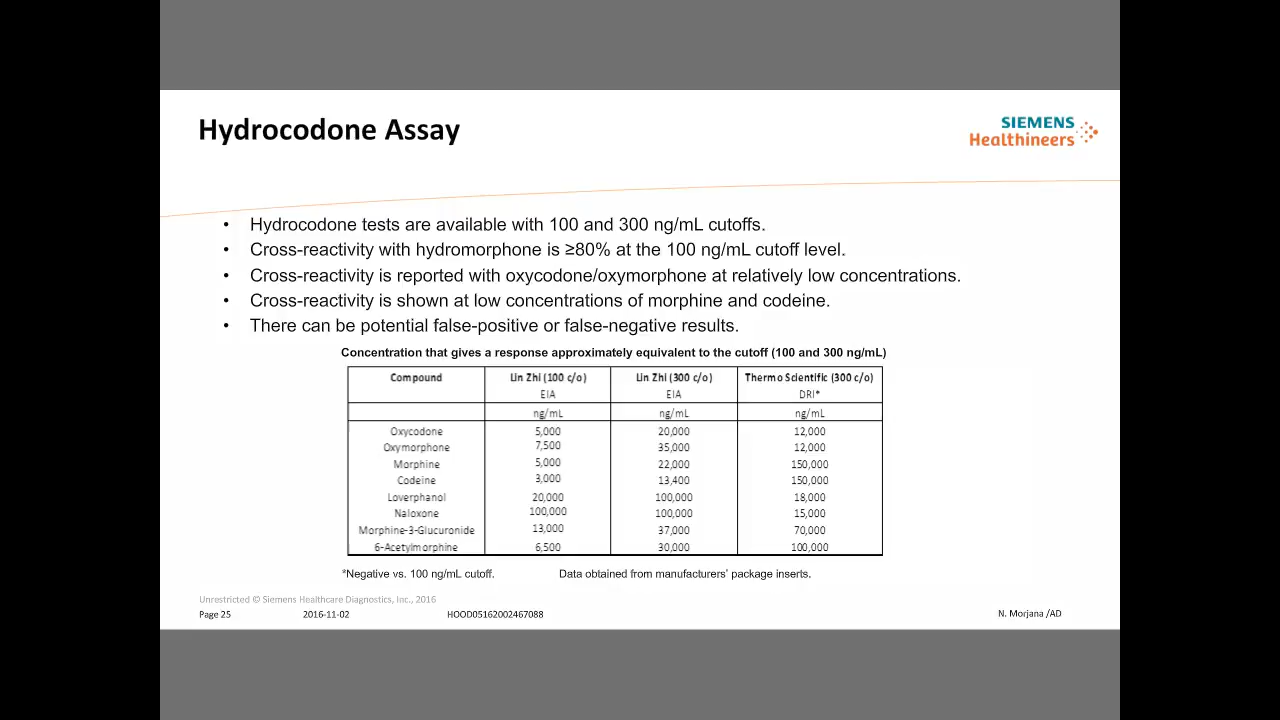 Hydrocodone Assay
SIEMENS
Healthineers
• Hydrocodone tests are available with 100 and 300 ng/mL cutoffs.
• Cross-reactivity with hydromorphone is ≥80% at the 100 ng/mL cutoff level.
• Cross-reactivity is reported with oxycodone/oxymorphone at relatively low concentrations.
• Cross-reactivity is shown at low concentrations of morphine and codeine.
• There can be potential false-positive or false-negative results.
Concentration that gives a response approximately equivalent to the cutoff (100 and 300 ng/mL)
Compound Lin Zhi (100 c/o) Lin Zhi (300 c/o) Thermo Scientific (300 c/o)
EIA EIA DRI*
ng/mL ng/mL ng/mL
Oxycodone 5,000 20,000 12,000
Oxymorphone 7,500 35,000 12,000
Morphine 5,000 22,000 150,000
Codeine 3,000 13,400 150,000
Loverphanol 20,000 100,000 18,000
Naloxone 100,000 100,000 15,000
Morphine-3-Glucuronide 13,000 37,000 70,000
6-Acetylmorphine 6,500 30,000 100,000
*Negative vs. 100 ng/mL cutoff. Data obtained from manufacturers' package inserts.
Unrestricted © Siemens Healthcare Diagnostics, Inc., 2016
Page 25 2016-11-02 HOOD05162002467088 N. Morjana /AD